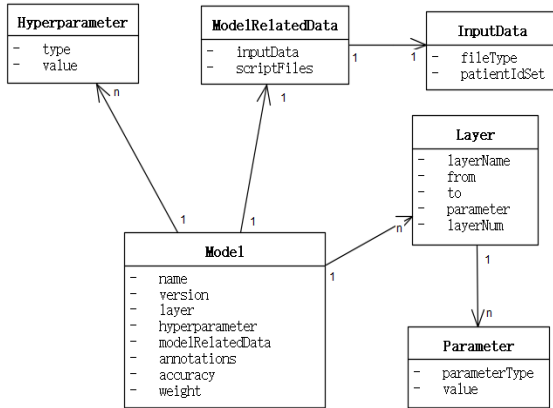 Hyperparameter
- type
- value
ModelRelatedData
- inputData
- scriptFiles
InputData
- fileType
- patientIdSet
1
1
n
1
Layer
- layerName
- from
- to
- parameter
- layerNum
1
1
n
1
1
n
Model
- name
- version
- layer
- hyperparameter
- modelRelatedData
- annotations
- accuracy
- weight
Parameter
- parameterType
- value